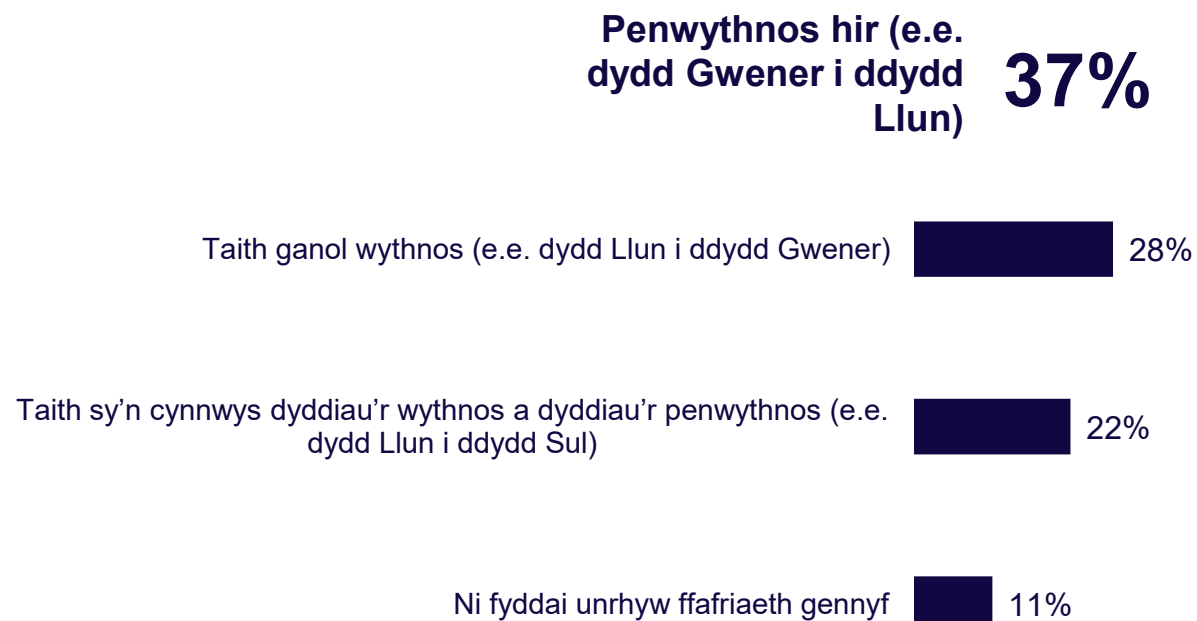 Penwythnos hir (e.e.
dydd Gwener i ddydd
Llun)
37%
Taith ganol wythnos (e.e. dydd Llun i ddydd Gwener)
28%
Taith sy’n cynnwys dyddiau’r wythnos a dyddiau’r penwythnos (e.e.
dydd Llun i ddydd Sul)
22%
Ni fyddai unrhyw ffafriaeth gennyf
11%